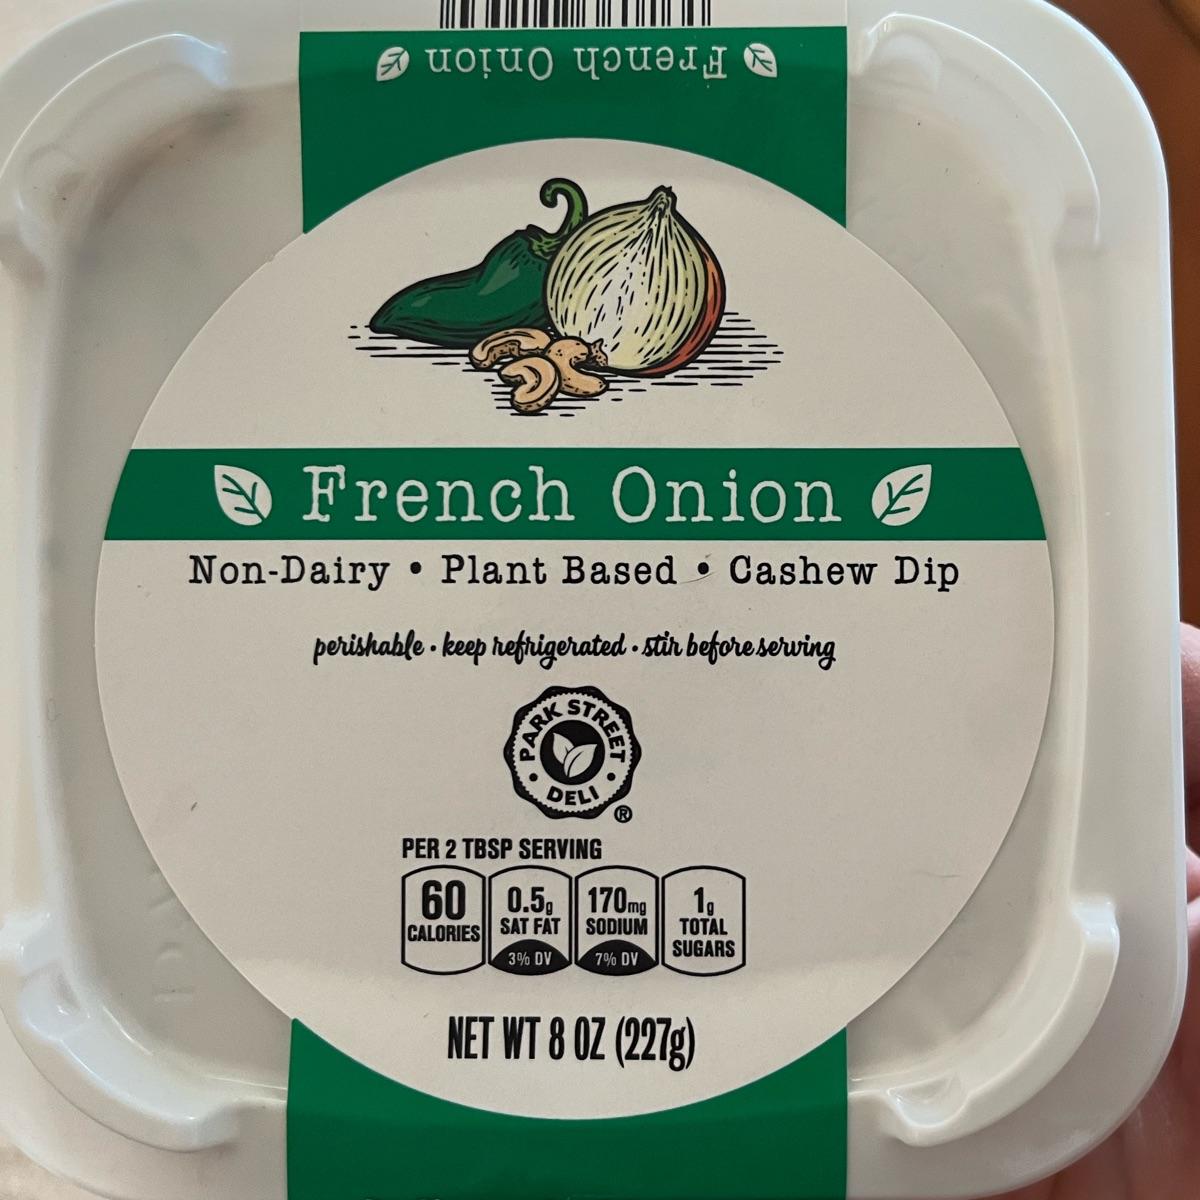 French Onion
French Onion
Non-Dairy • Plant Based • Cashew Dip
perishable • keep refrigerated • stir before serving
PARK STREET
• DELI •
®
PER 2 TBSP SERVING
60 CALORIES
0.5g SAT FAT 3% DV
170mg SODIUM 7% DV
1g TOTAL SUGARS
NET WT 8 OZ (227g)